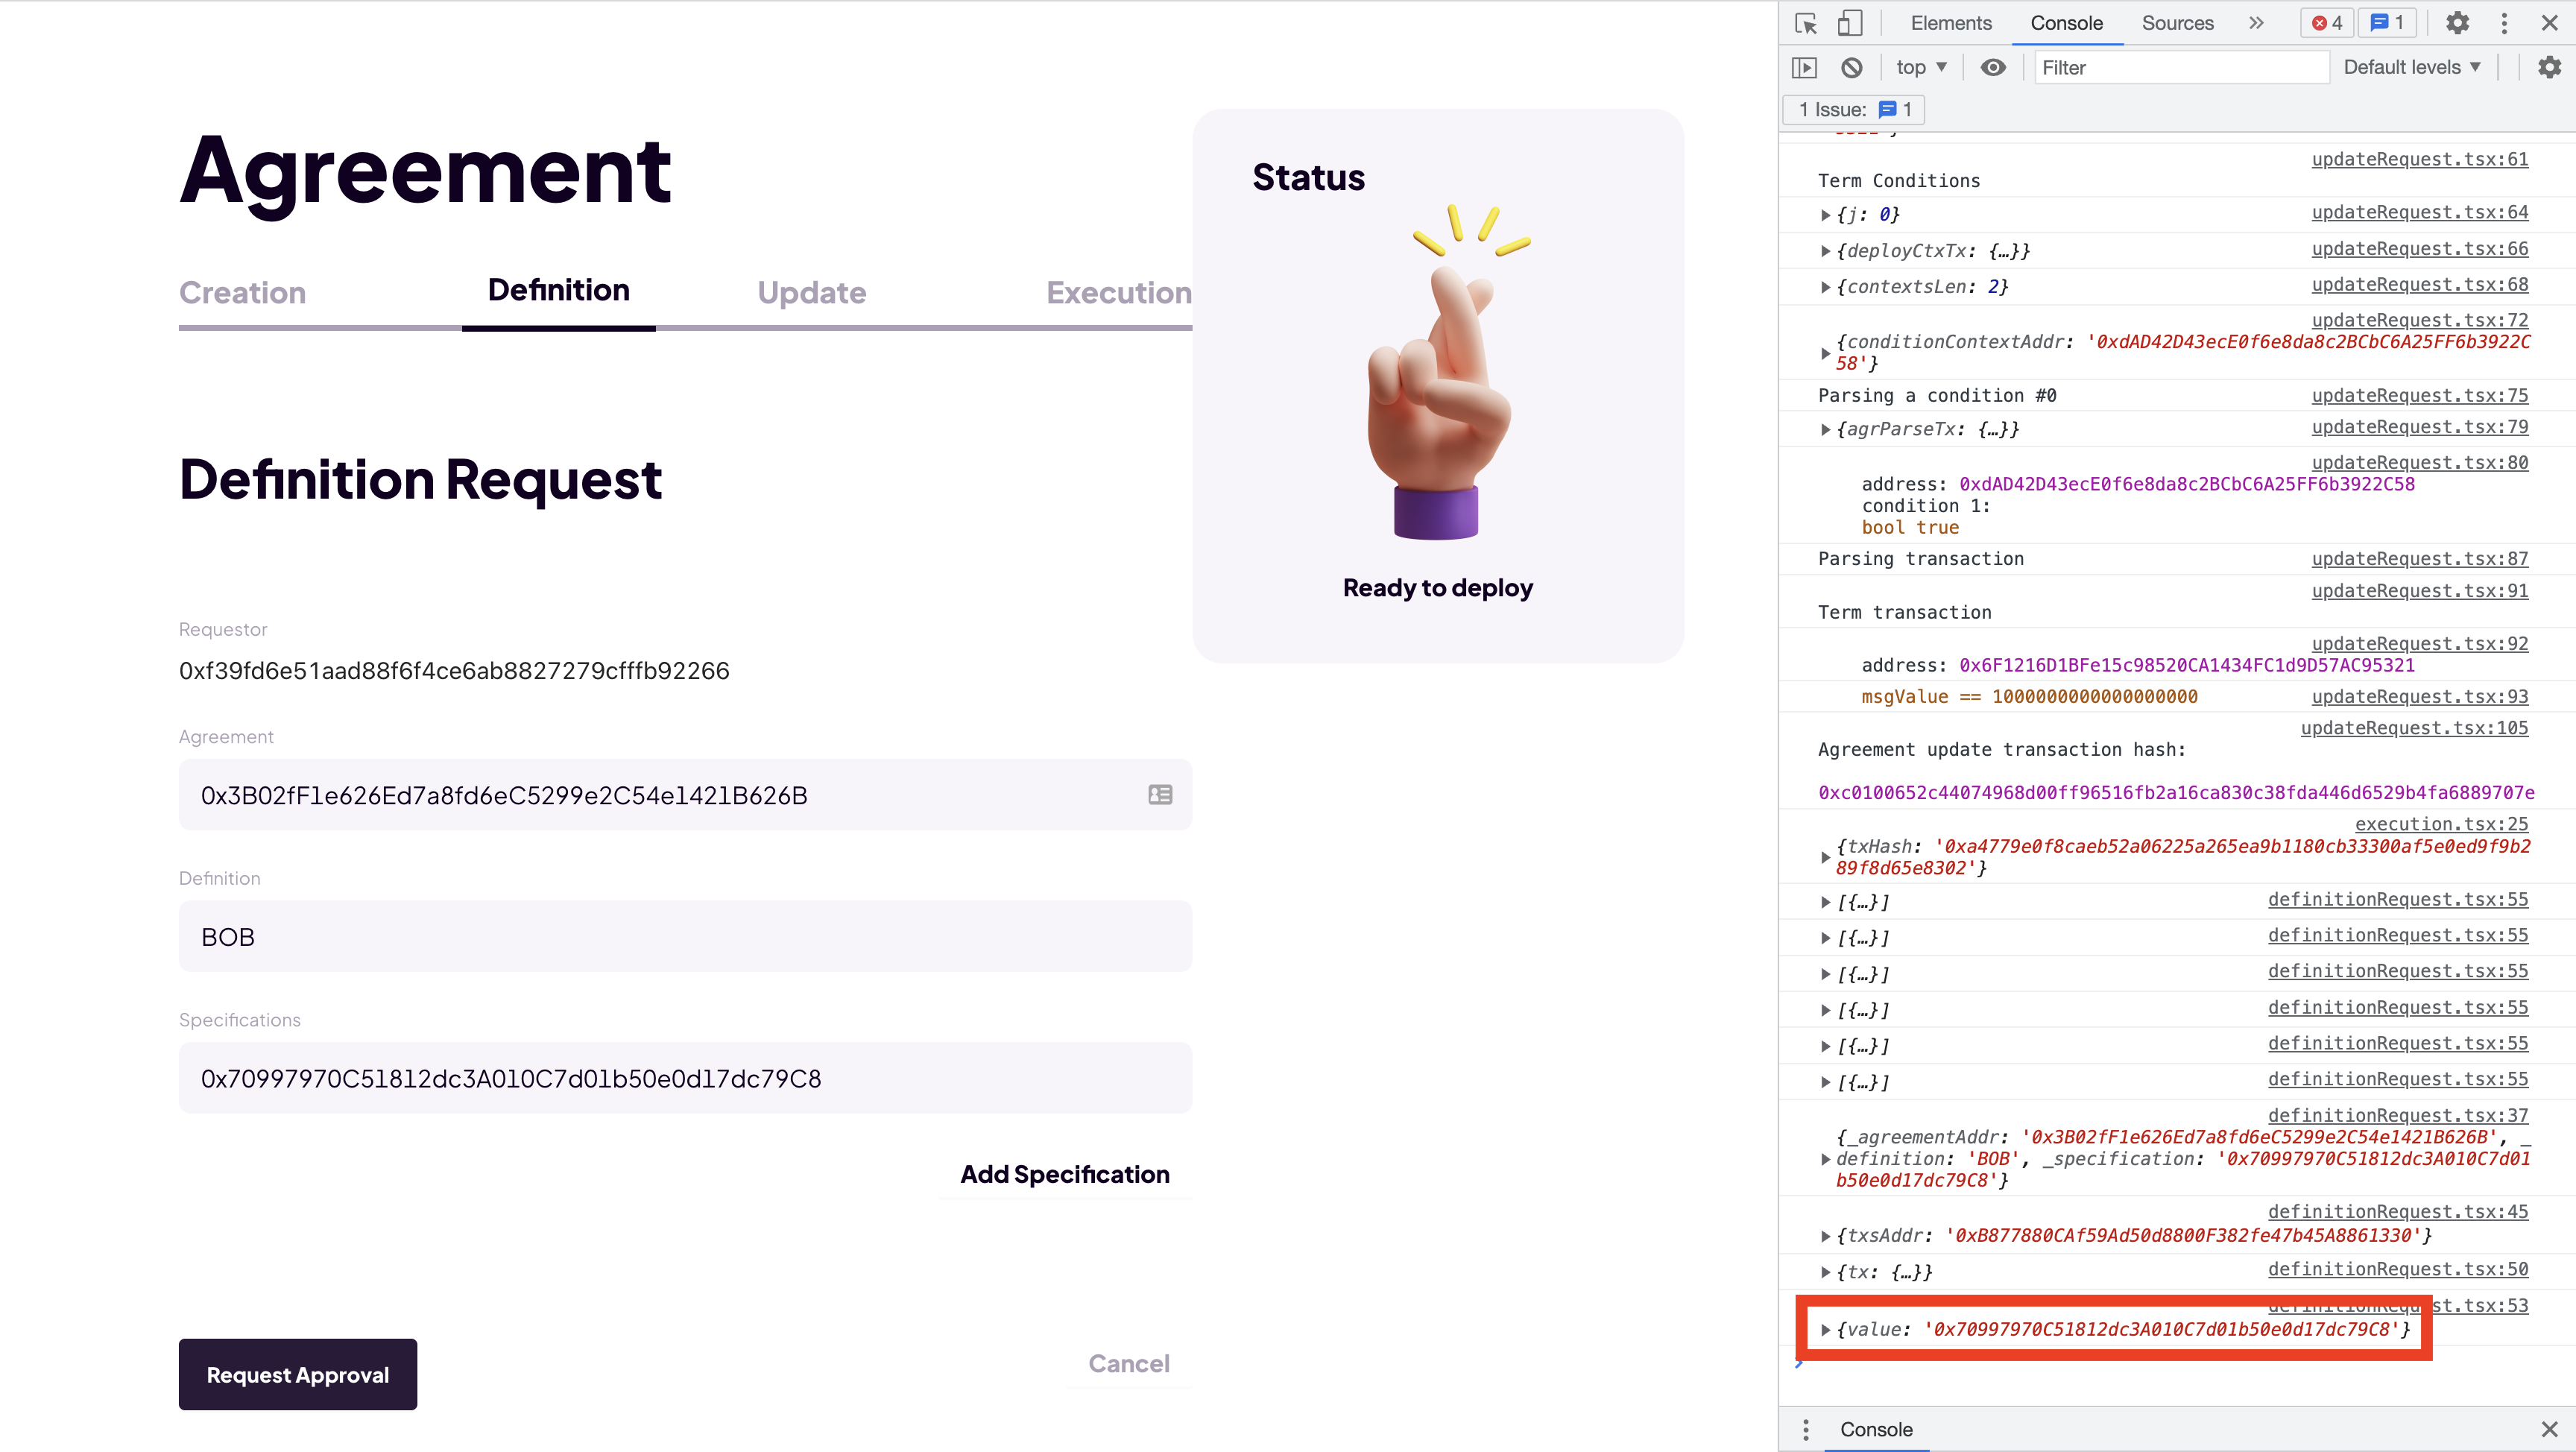 Agreement
Creation
Definition
Update
Execution
Definition Request
Requestor
0xf39fd6e51aad88f6f4ce6ab8827279cfffb92266
Agreement
0x3B02fF1e626Ed7a8fd6eC5299e2C54e1421B626B
Definition
BOB
Specifications
0x70997970C51812dc3A010C7d01b50e0d17dc79C8
Add Specification
Request Approval
Cancel
Status
Ready to deploy
Elements
Console
Sources
4
1
top
Filter
Default levels
1 Issue: 1
updateRequest.tsx:61
Term Conditions
{j: 0} updateRequest.tsx:64
{deployCtxTx: {…}} updateRequest.tsx:66
{contextsLen: 2} updateRequest.tsx:68
updateRequest.tsx:72
{conditionContextAddr: '0xdAD42D43ecE0f6e8da8c2BCbC6A25FF6b3922C
58'}
Parsing a condition #0 updateRequest.tsx:75
{agrParseTx: {…}} updateRequest.tsx:79
updateRequest.tsx:80
address: 0xdAD42D43ecE0f6e8da8c2BCbC6A25FF6b3922C58
condition 1:
bool true
Parsing transaction updateRequest.tsx:87
updateRequest.tsx:91
Term transaction
updateRequest.tsx:92
address: 0x6F1216D1BFe15c98520CA1434FC1d9D57AC95321
msgValue == 1000000000000000000 updateRequest.tsx:93
updateRequest.tsx:105
Agreement update transaction hash:
0xc0100652c44074968d00ff96516fb2a16ca830c38fda446d6529b4fa6889707e
execution.tsx:25
{txHash: '0xa4779e0f8caeb52a06225a265ea9b1180cb33300af5e0ed9f9b2
89f8d65e8302'}
[{…}] definitionRequest.tsx:55
[{…}] definitionRequest.tsx:55
[{…}] definitionRequest.tsx:55
[{…}] definitionRequest.tsx:55
[{…}] definitionRequest.tsx:55
[{…}] definitionRequest.tsx:55
definitionRequest.tsx:37
{_agreementAddr: '0x3B02fF1e626Ed7a8fd6eC5299e2C54e1421B626B', _
definition: 'BOB', _specification: '0x70997970C51812dc3A010C7d01
b50e0d17dc79C8'}
definitionRequest.tsx:45
{txsAddr: '0xB877880CAf59Ad50d8800F382fe47b45A8861330'}
{tx: {…}} definitionRequest.tsx:50
definitionRequest.tsx:53
{value: '0x70997970C51812dc3A010C7d01b50e0d17dc79C8'}
Console